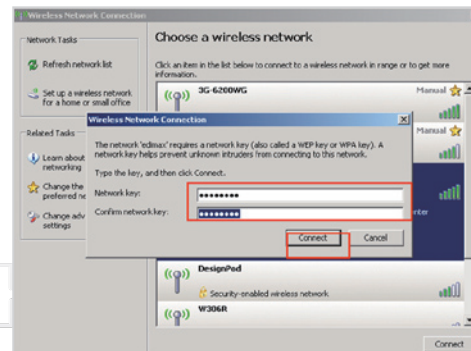 Wireless Network Connection
Network Tasks
Refresh network list
Set up a wireless network
for a home or small office
Related Tasks
Learn about
networking
Change the
preferred ne
Change adv
settings
Choose a wireless network
Click an item in the list below to connect to a wireless network in range or to get more
information.
3G-6200WG
Manual
Manual
Wireless Network Connection
The network 'edimax' requires a network key (also called a WEP key or WPA key). A
network key helps prevent unknown intruders from connecting to this network.
Type the key, and then click Connect.
Network key:
••••••••
Confirm network key:
••••••••
Connect
Cancel
enter
DesignPod
Security-enabled wireless network
W306R
Connect